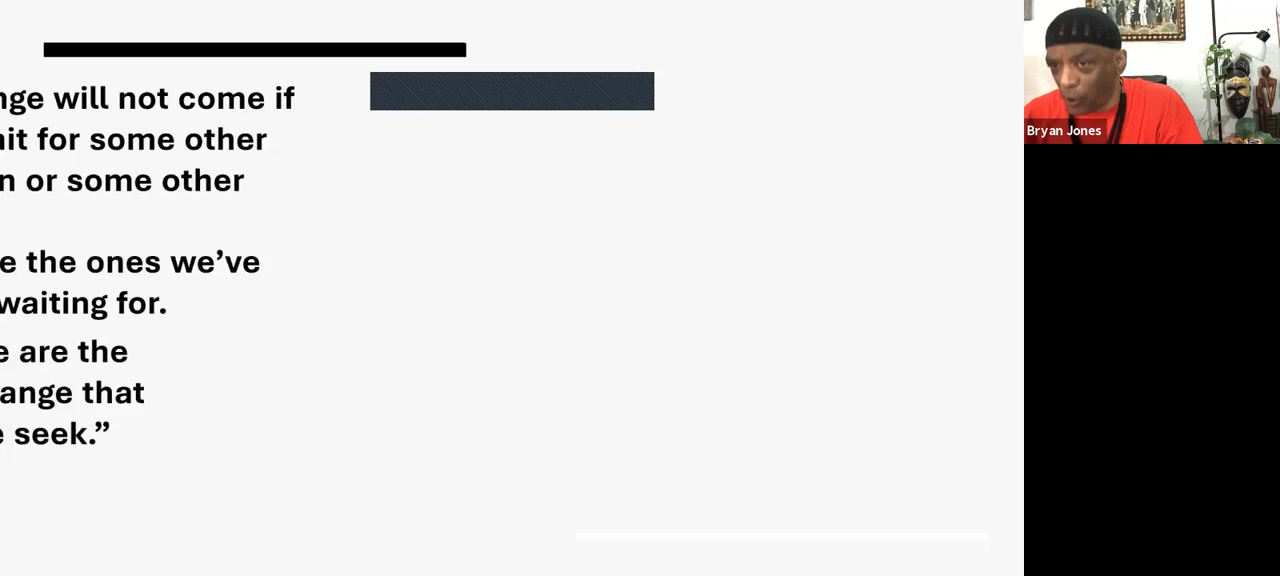 nge will not come if
it for some other
n or some other
e the ones we’ve
waiting for.
e are the
ange that
e seek.”
Bryan Jones